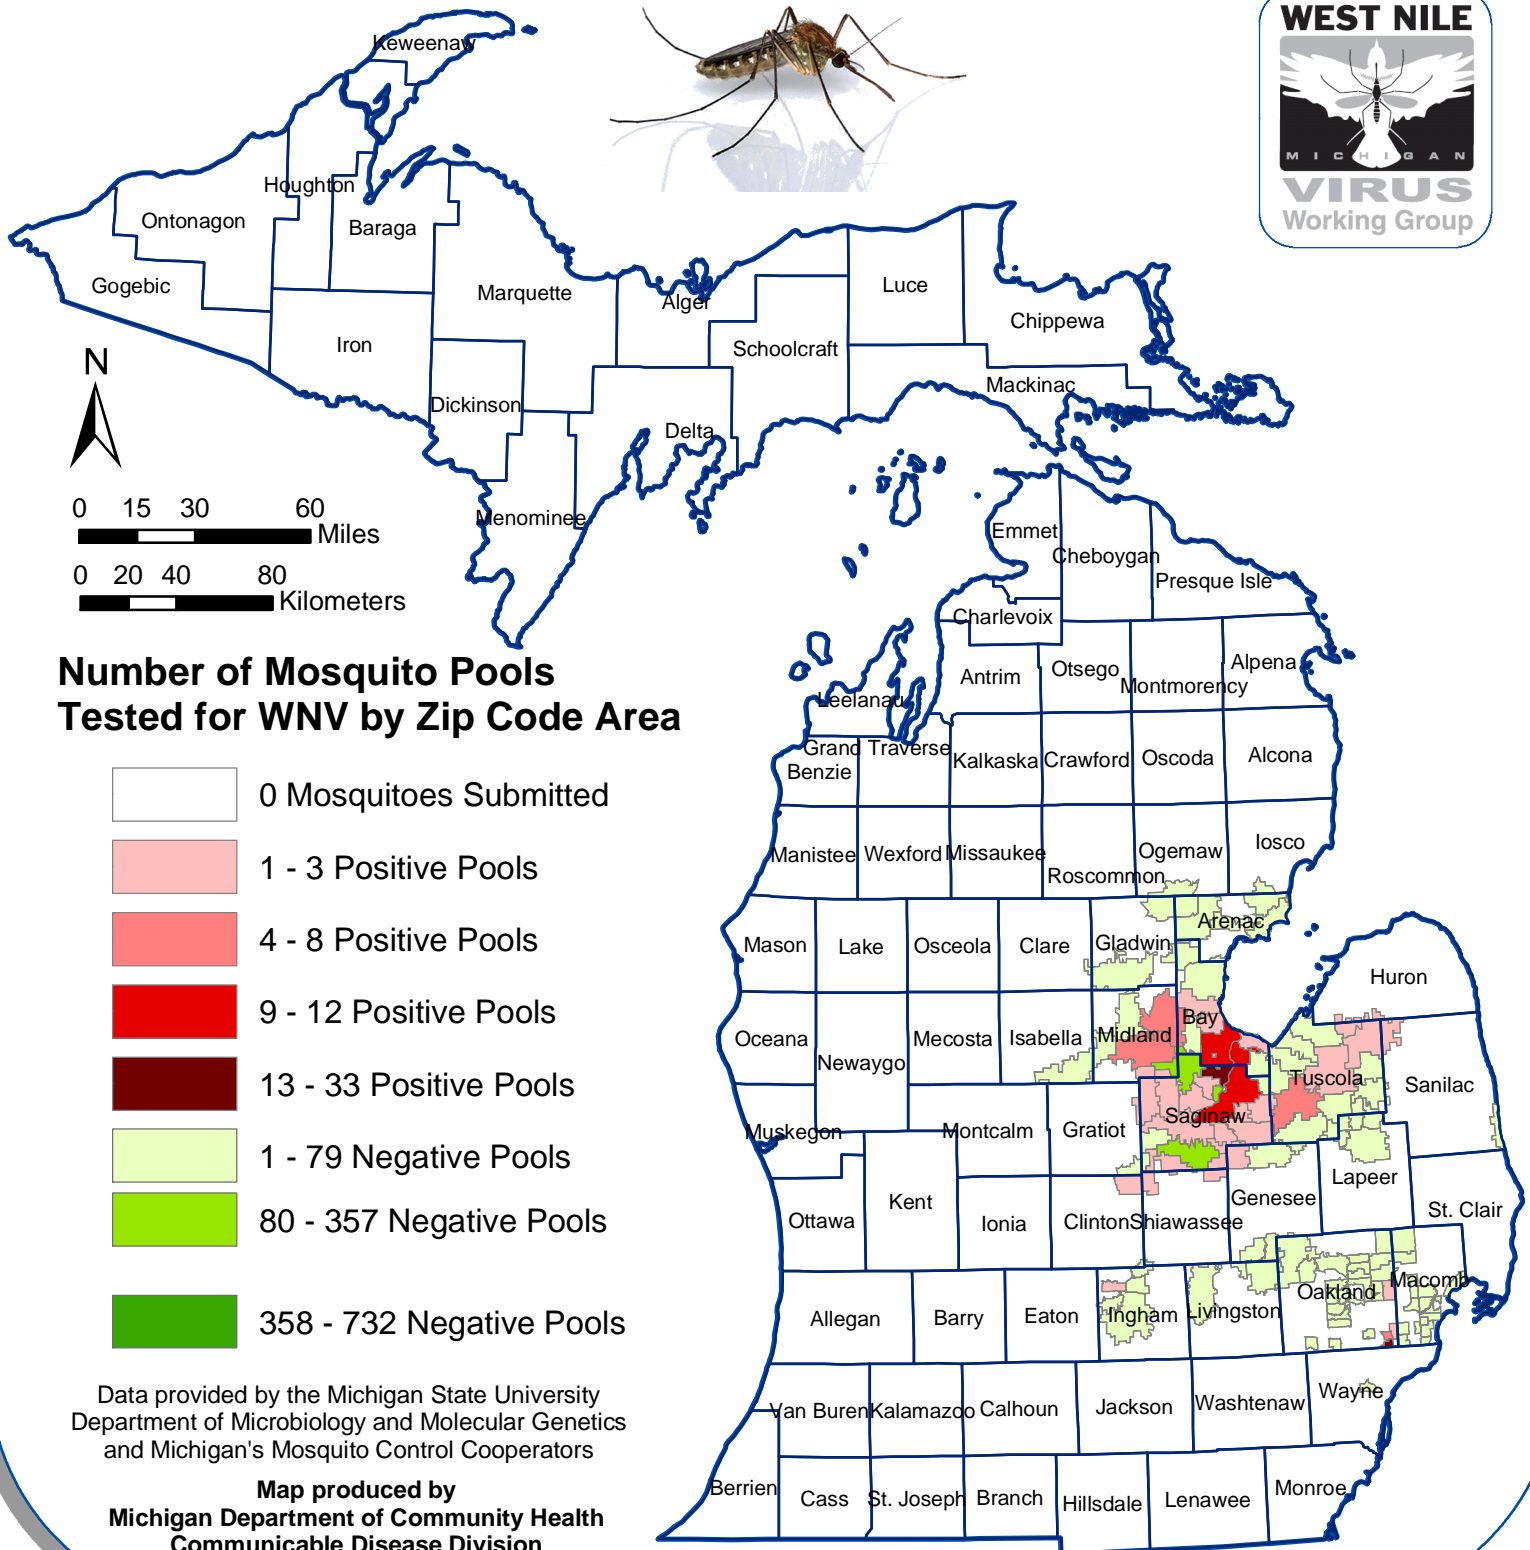 WEST NILE
MICHIGAN
VIRUS
Working Group
Keweenaw
Houghton
Ontonagon
Baraga
Gogebic
Marquette
Alger
Luce
Chippewa
Iron
Schoolcraft
Mackinac
Dickinson
Delta
Menominee
N
0 15 30 60
Miles
0 20 40 80
Kilometers
Emmet
Cheboygan
Presque Isle
Charlevoix
Antrim
Otsego
Montmorency
Alpena
Leelanau
Grand Traverse
Benzie
Kalkaska
Crawford
Oscoda
Alcona
Manistee
Wexford
Missaukee
Roscommon
Ogemaw
Iosco
Mason
Lake
Osceola
Clare
Gladwin
Arenac
Huron
Oceana
Newaygo
Mecosta
Isabella
Midland
Bay
Tuscola
Sanilac
Muskegon
Montcalm
Gratiot
Saginaw
Ottawa
Kent
Ionia
Clinton
Shiawassee
Genesee
Lapeer
St. Clair
Allegan
Barry
Eaton
Ingham
Livingston
Oakland
Macomb
Van Buren
Kalamazoo
Calhoun
Jackson
Washtenaw
Wayne
Berrien
Cass
St. Joseph
Branch
Hillsdale
Lenawee
Monroe
Number of Mosquito Pools
Tested for WNV by Zip Code Area
0 Mosquitoes Submitted
1 - 3 Positive Pools
4 - 8 Positive Pools
9 - 12 Positive Pools
13 - 33 Positive Pools
1 - 79 Negative Pools
80 - 357 Negative Pools
358 - 732 Negative Pools
Data provided by the Michigan State University
Department of Microbiology and Molecular Genetics
and Michigan's Mosquito Control Cooperators
Map produced by
Michigan Department of Community Health
Communicable Disease Division